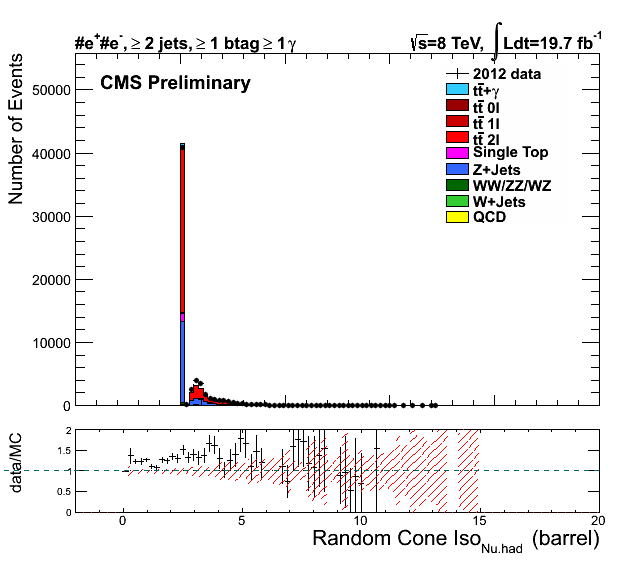 #e⁺#e⁻, ≥ 2 jets, ≥ 1 btag ≥ 1 γ
√s=8 TeV, ∫ Ldt=19.7 fb⁻¹
CMS Preliminary
2012 data
tt̄+γ
tt̄ 0l
tt̄ 1l
tt̄ 2l
Single Top
Z+Jets
WW/ZZ/WZ
W+Jets
QCD
Number of Events
50000
40000
30000
20000
10000
0
data/MC
2
1.5
1
0.5
0
0 5 10 15 20
Random Cone Iso_Nu.had (barrel)